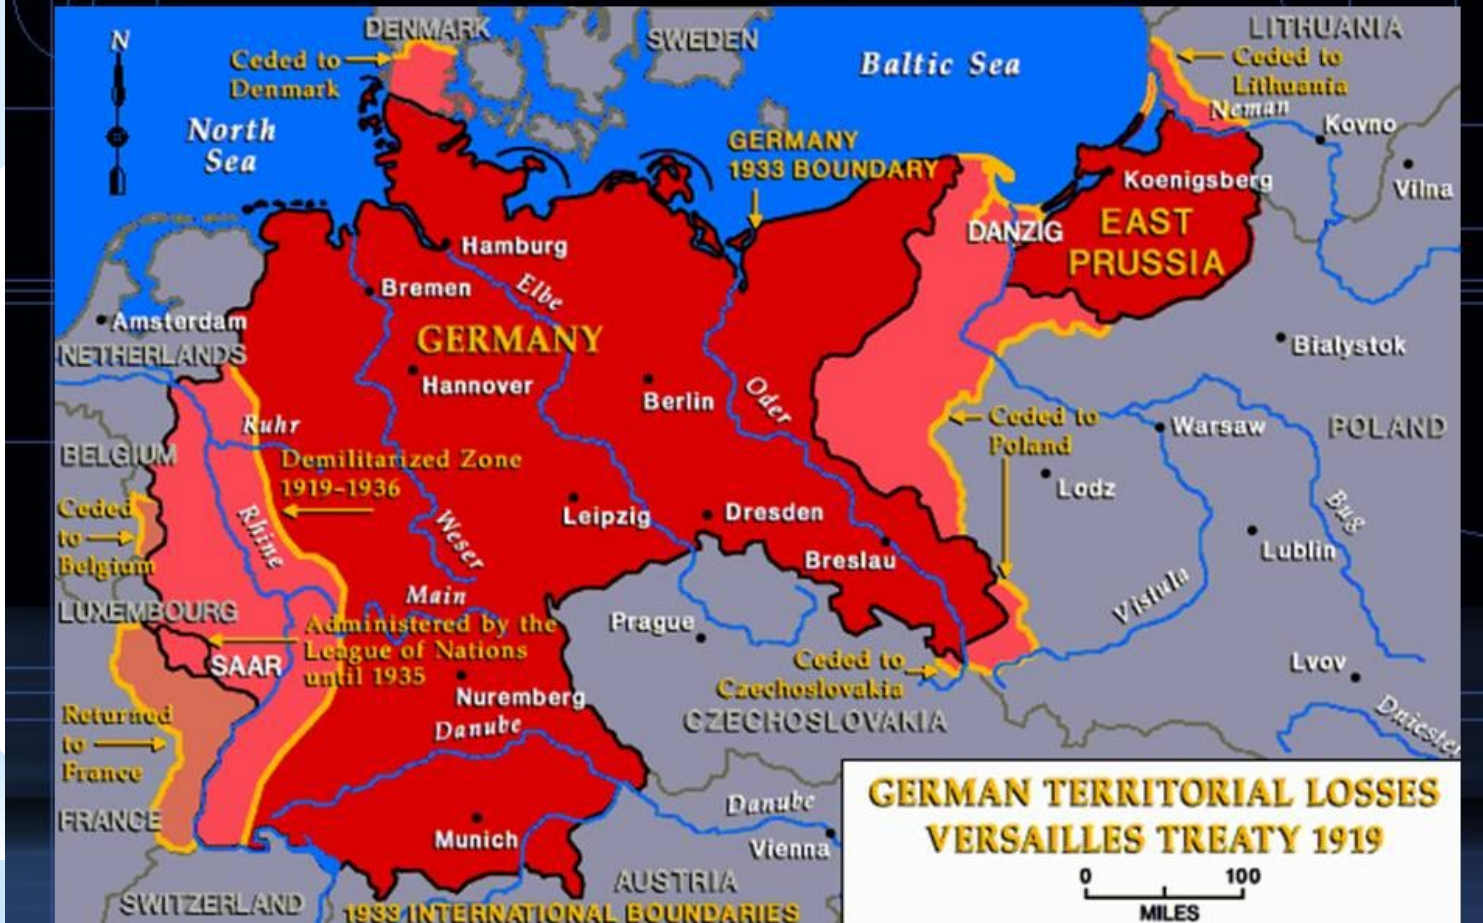 DENMARK
SWEDEN
LITHUANIA
N
Ceded to
Denmark
Baltic Sea
Ceded to
Lithuania
North
Sea
Neman
Kovno
GERMANY
1933 BOUNDARY
Koenigsberg
Vilna
DANZIG
EAST
PRUSSIA
Hamburg
Bremen
Elbe
Amsterdam
NETHERLANDS
GERMANY
Hannover
Berlin
Oder
Bialystok
Ruhr
Ceded to
Poland
Warsaw
POLAND
BELGIUM
Demilitarized Zone
1919-1936
Lodz
Ceded
to
Belgium
Rhine
Weser
Leipzig
Dresden
Breslau
Bug
Lublin
LUXEMBOURG
Main
Prague
Vistula
Administered by the
League of Nations
until 1935
SAAR
Ceded to
Czechoslovakia
Lvov
Nuremberg
CZECHOSLOVAKIA
Dniester
Returned
to
France
Danube
FRANCE
Munich
Danube
Vienna
GERMAN TERRITORIAL LOSSES
VERSAILLES TREATY 1919
0 100
MILES
SWITZERLAND
AUSTRIA
1933 INTERNATIONAL BOUNDARIES